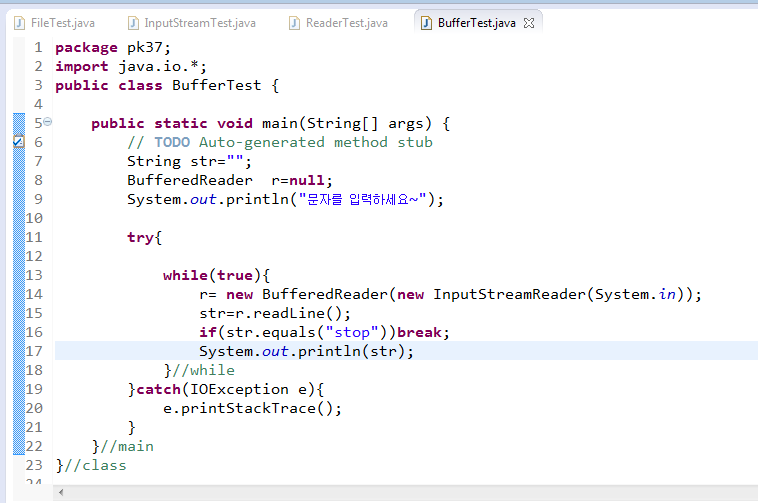 FileTest.java InputStreamTest.java ReaderTest.java BufferTest.java
1 package pk37;
2 import java.io.*;
3 public class BufferTest {
4
5 public static void main(String[] args) {
6 // TODO Auto-generated method stub
7 String str="";
8 BufferedReader  r=null;
9 System.out.println("문자를 입력하세요~");
10
11 try{
12
13 while(true){
14 r= new BufferedReader(new InputStreamReader(System.in));
15 str=r.readLine();
16 if(str.equals("stop"))break;
17 System.out.println(str);
18 }//while
19 }catch(IOException e){
20 e.printStackTrace();
21 }
22 }//main
23 }//class
24